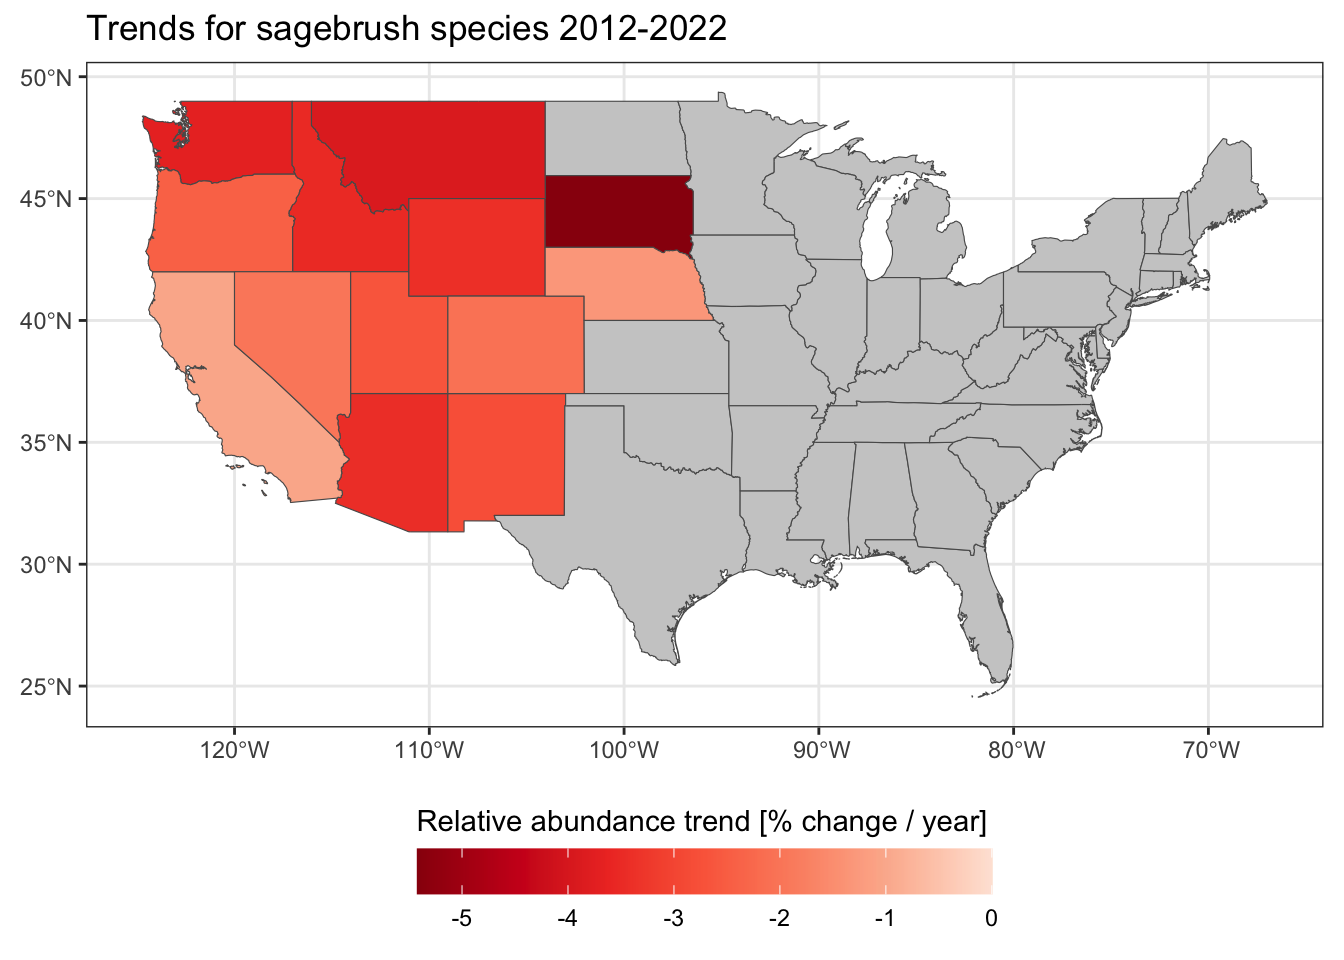 Trends for sagebrush species 2012-2022
50°N
45°N
40°N
35°N
30°N
25°N
120°W 110°W 100°W 90°W 80°W 70°W
Relative abundance trend [% change / year]
-5 -4 -3 -2 -1 0